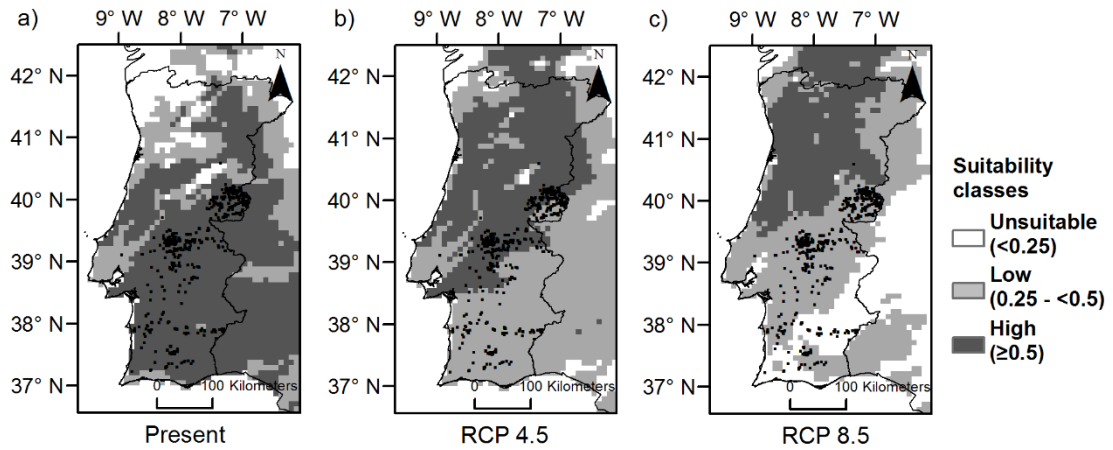 a)
9° W 8° W 7° W
42° N
41° N
40° N
39° N
38° N
37° N
N
0 100 Kilometers
Present
b)
9° W 8° W 7° W
42° N
41° N
40° N
39° N
38° N
37° N
N
0 100 Kilometers
RCP 4.5
c)
9° W 8° W 7° W
42° N
41° N
40° N
39° N
38° N
37° N
N
0 100 Kilometers
RCP 8.5
Suitability
classes
Unsuitable
(<0.25)
Low
(0.25 - <0.5)
High
(≥0.5)